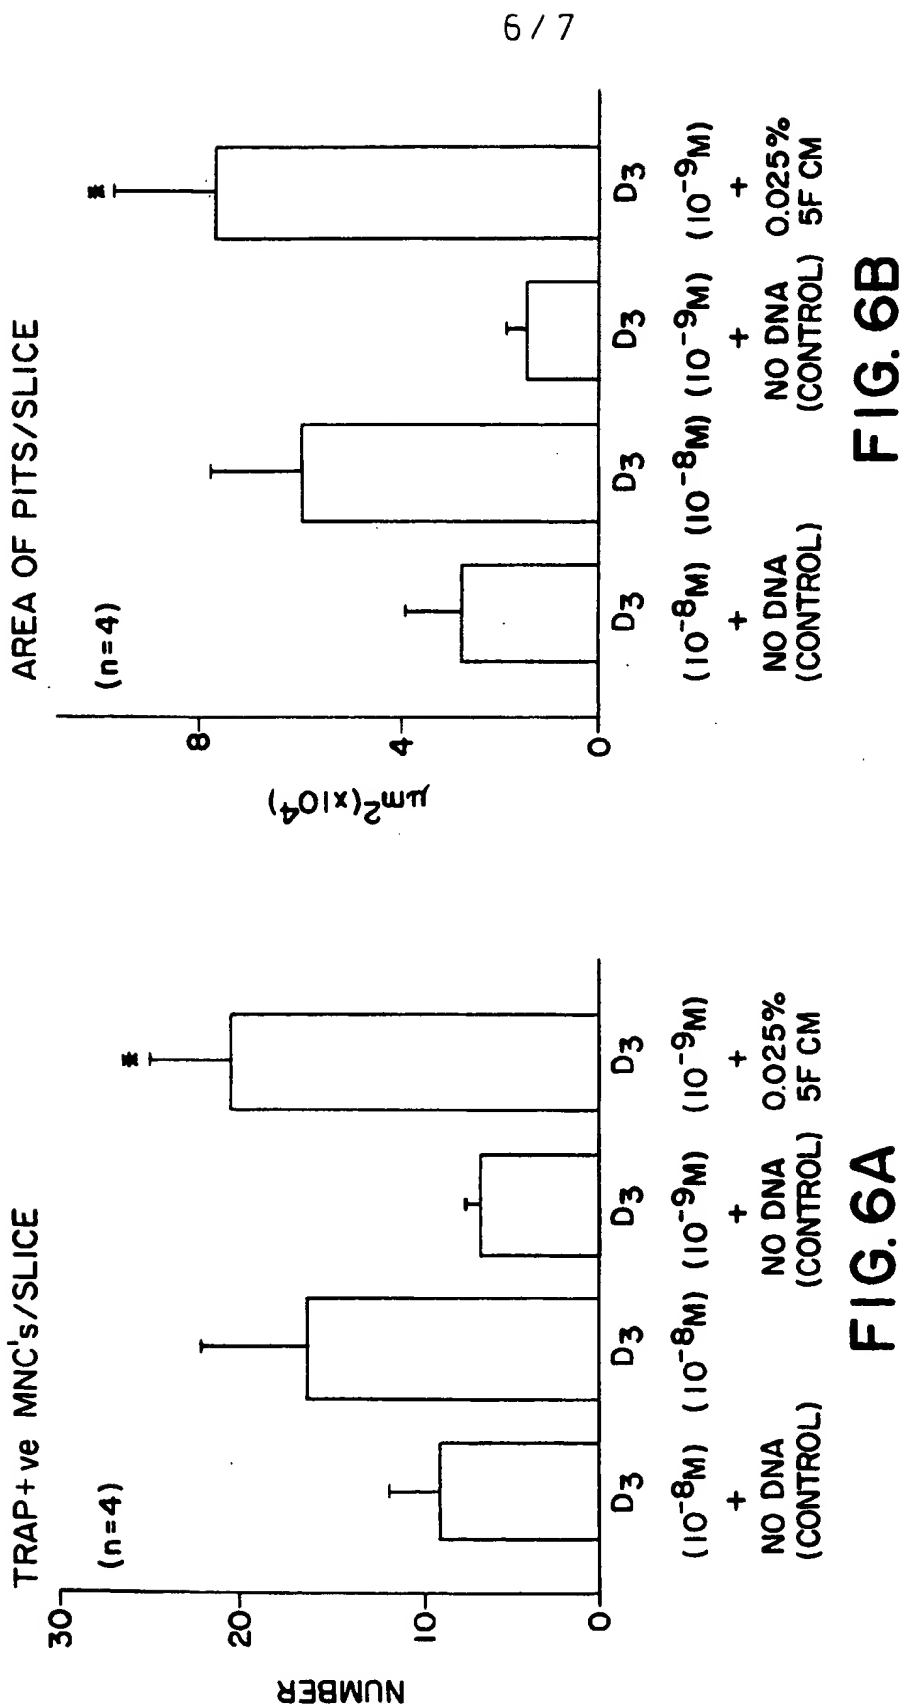 6 / 7
TRAP+ve MNC's/SLICE
(n=4)
NUMBER
30
20
10
0
D3
(10⁻⁸M)
+
NO DNA
(CONTROL)
D3
(10⁻⁸M)
D3
(10⁻⁹M)
+
NO DNA
(CONTROL)
D3
(10⁻⁹M)
+
0.025%
5F CM
*
FIG. 6A
AREA OF PITS/SLICE
(n=4)
μm²(x10⁴)
8
4
0
D3
(10⁻⁸M)
+
NO DNA
(CONTROL)
D3
(10⁻⁸M)
D3
(10⁻⁹M)
+
NO DNA
(CONTROL)
D3
(10⁻⁹M)
+
0.025%
5F CM
*
FIG. 6B